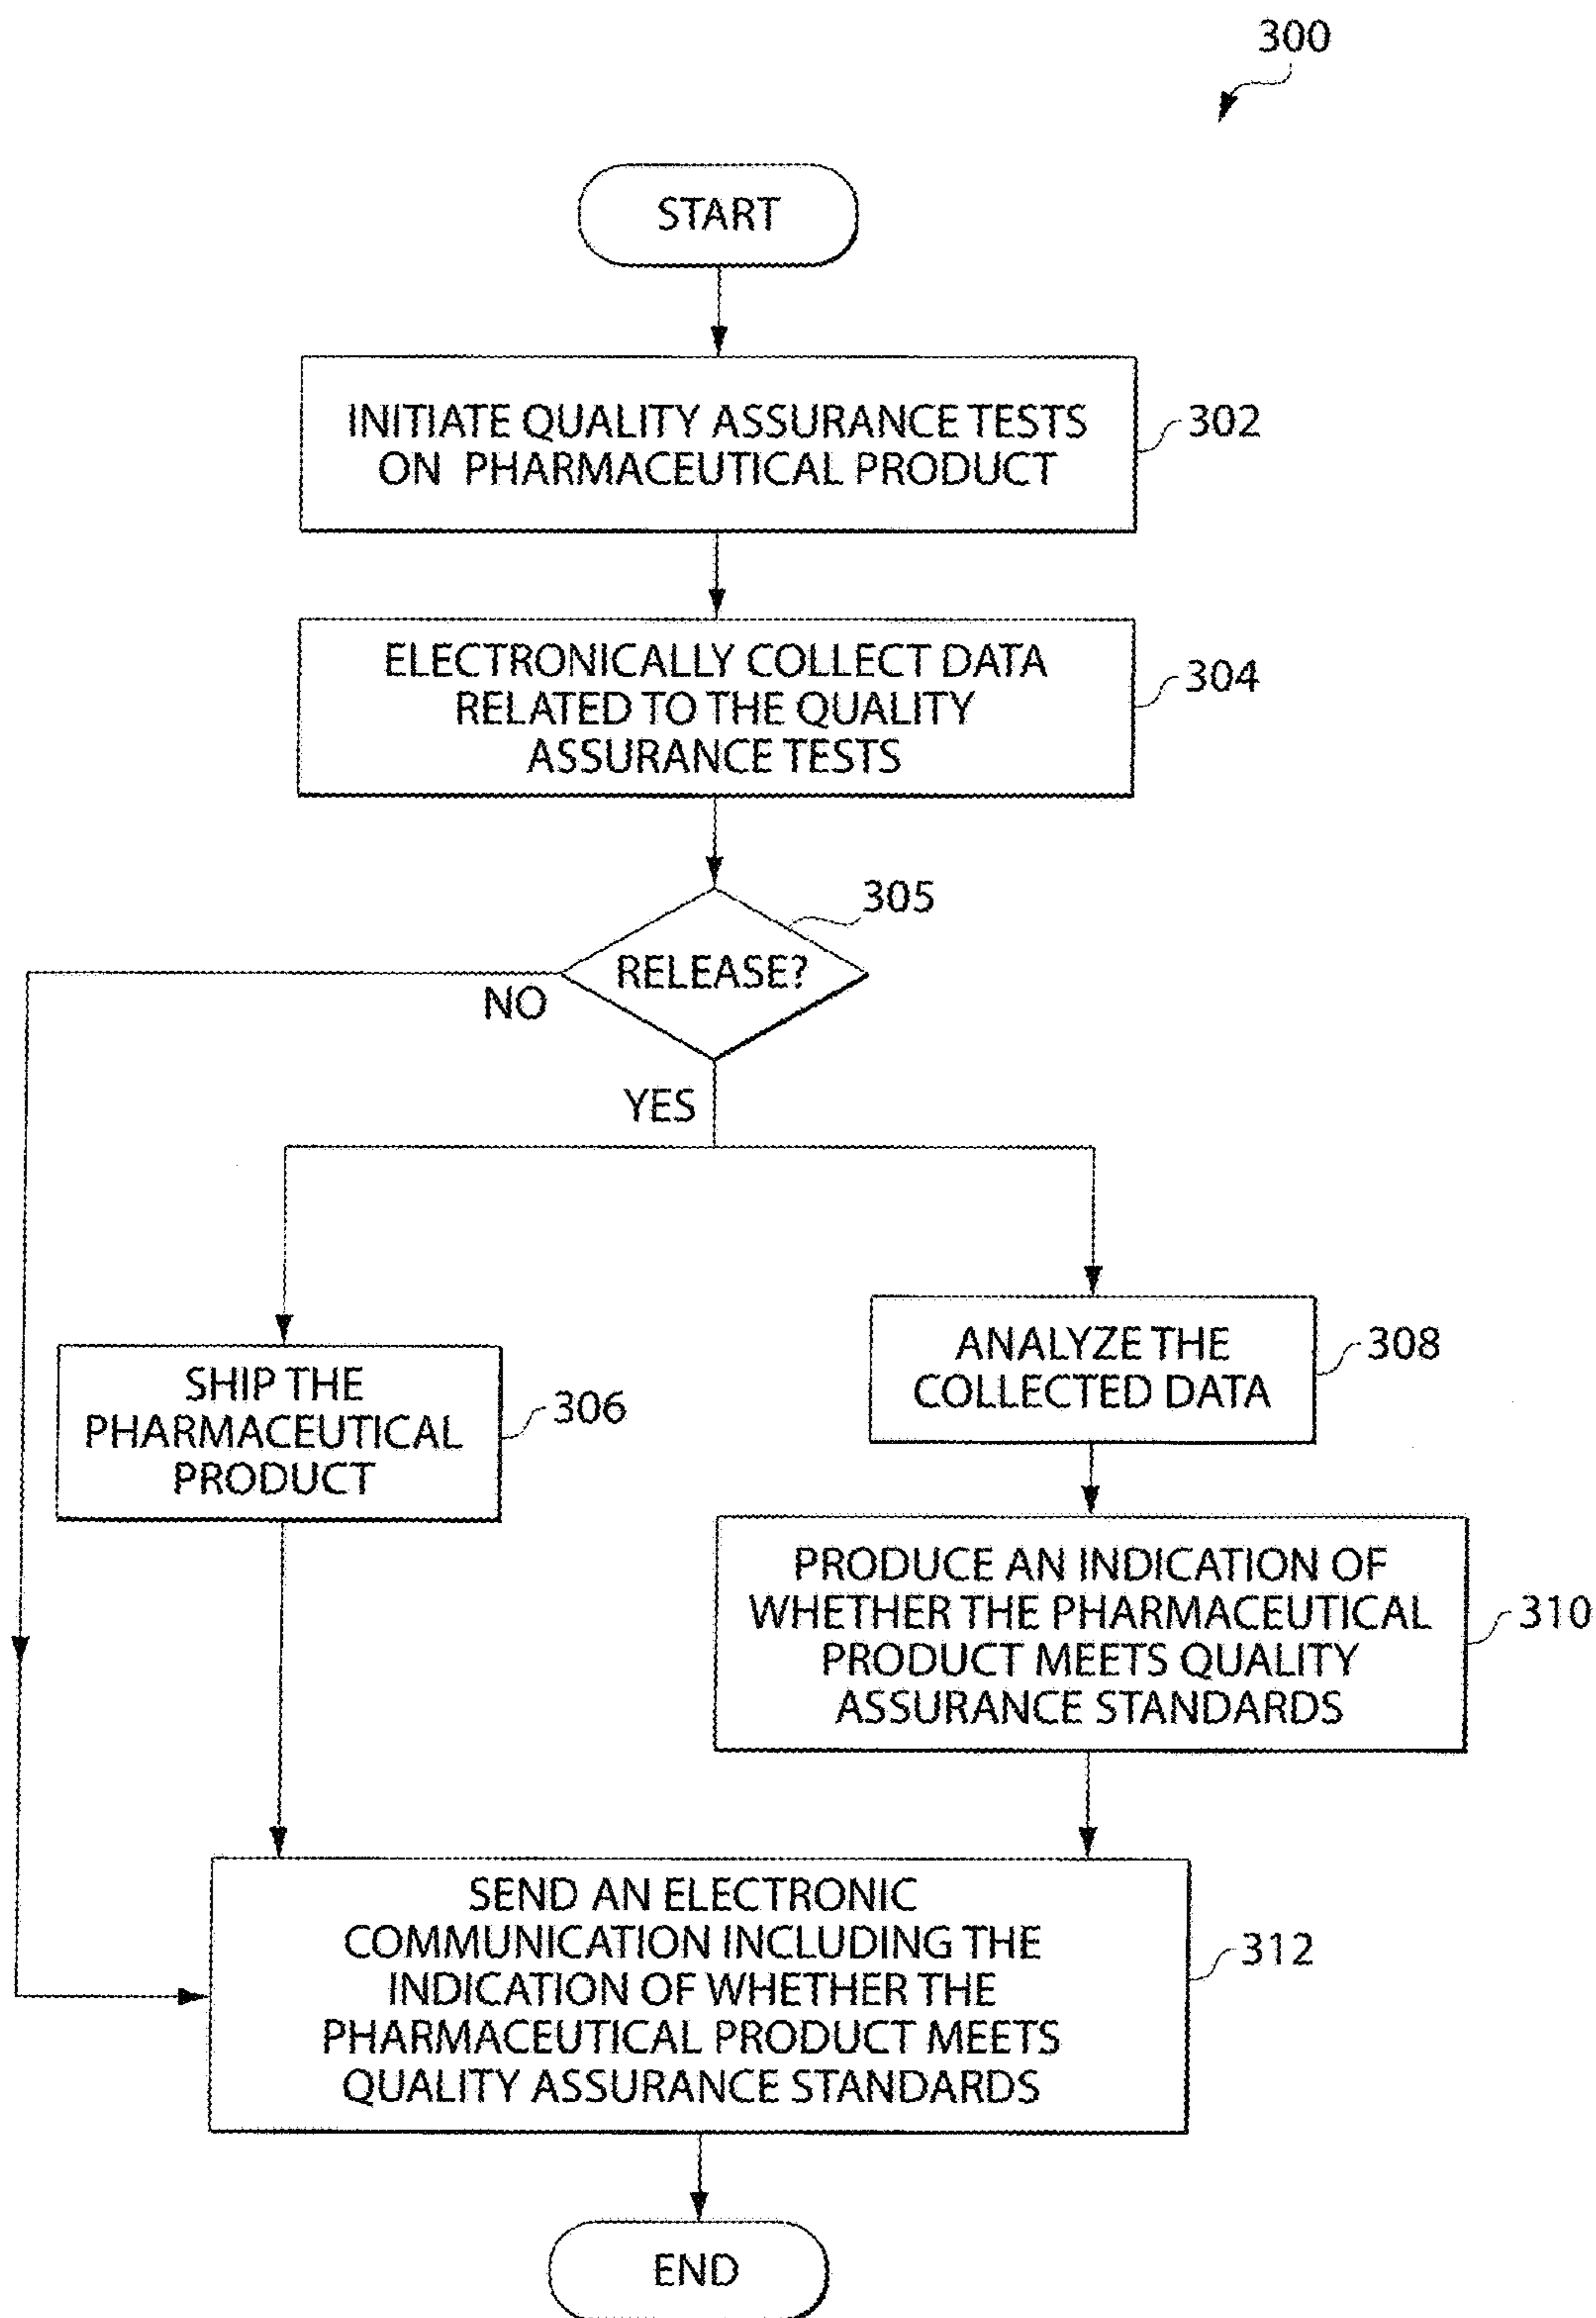 300
START
INITIATE QUALITY ASSURANCE TESTS
ON PHARMACEUTICAL PRODUCT
302
ELECTRONICALLY COLLECT DATA
RELATED TO THE QUALITY
ASSURANCE TESTS
304
305
RELEASE?
NO
YES
SHIP THE
PHARMACEUTICAL
PRODUCT
306
ANALYZE THE
COLLECTED DATA
308
PRODUCE AN INDICATION OF
WHETHER THE PHARMACEUTICAL
PRODUCT MEETS QUALITY
ASSURANCE STANDARDS
310
SEND AN ELECTRONIC
COMMUNICATION INCLUDING THE
INDICATION OF WHETHER THE
PHARMACEUTICAL PRODUCT MEETS
QUALITY ASSURANCE STANDARDS
312
END